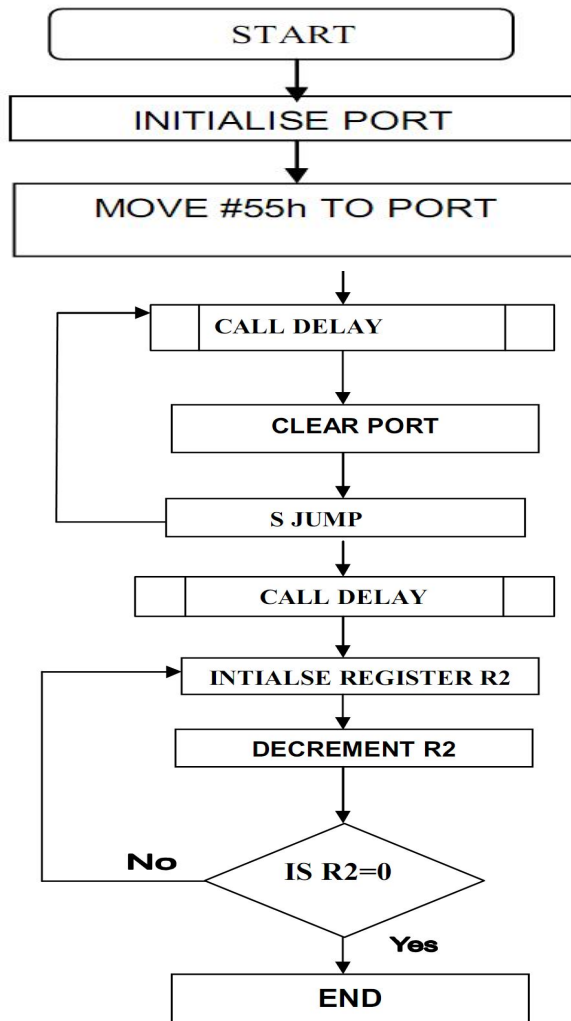 START
INITIALISE PORT
MOVE #55h TO PORT
CALL DELAY
CLEAR PORT
S JUMP
CALL DELAY
INTIALSE REGISTER R2
DECREMENT R2
IS R2=0
No
Yes
END